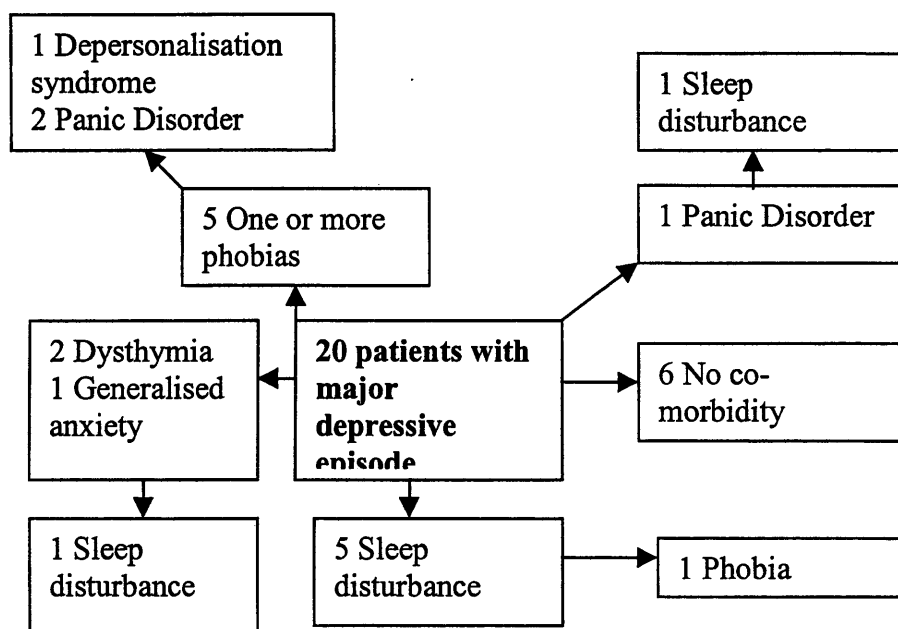 1 Depersonalisation
syndrome
2 Panic Disorder
1 Sleep
disturbance
5 One or more
phobias
1 Panic Disorder
2 Dysthymia
1 Generalised
anxiety
20 patients with
major
depressive
episode
6 No co-
morbidity
1 Sleep
disturbance
5 Sleep
disturbance
1 Phobia